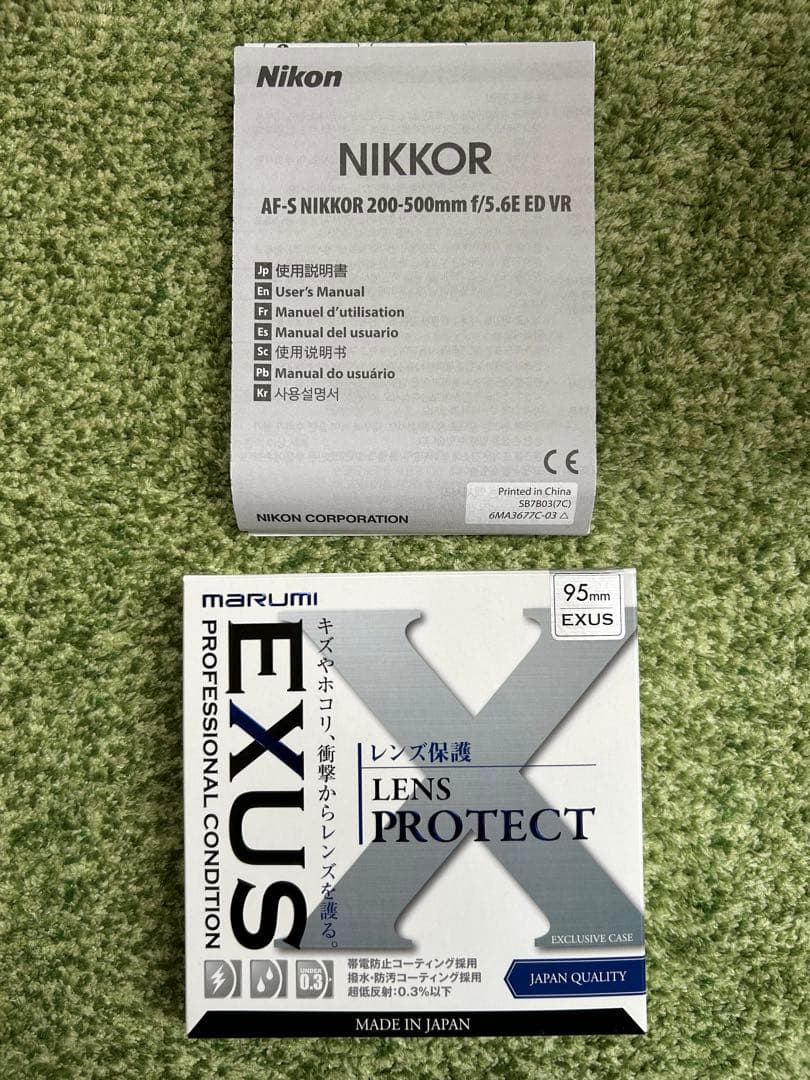 Nikon
NIKKOR
AF-S NIKKOR 200-500mm f/5.6E ED VR
Jp 使用説明書
En User's Manual
Fr Manuel d'utilisation
Es Manual del usuario
Sc 使用说明书
Pb Manual do usuário
Kr 사용설명서
CE
Printed in China
SB7B03(7C)
6MA3677C-03 △
NIKON CORPORATION
marumi
95mm
EXUS
EXUS
PROFESSIONAL CONDITION
キズやホコリ、衝撃からレンズを護る。
レンズ保護
LENS
PROTECT
EXCLUSIVE CASE
UNDER
0.3
帯電防止コーティング採用
撥水・防汚コーティング採用
超低反射:0.3%以下
JAPAN QUALITY
MADE IN JAPAN